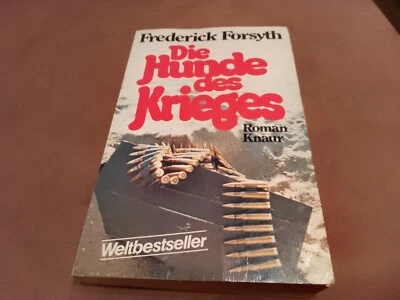 Frederick Forsyth
Die
Hunde
des
Krieges
Roman
Knaur
Weltbestseller